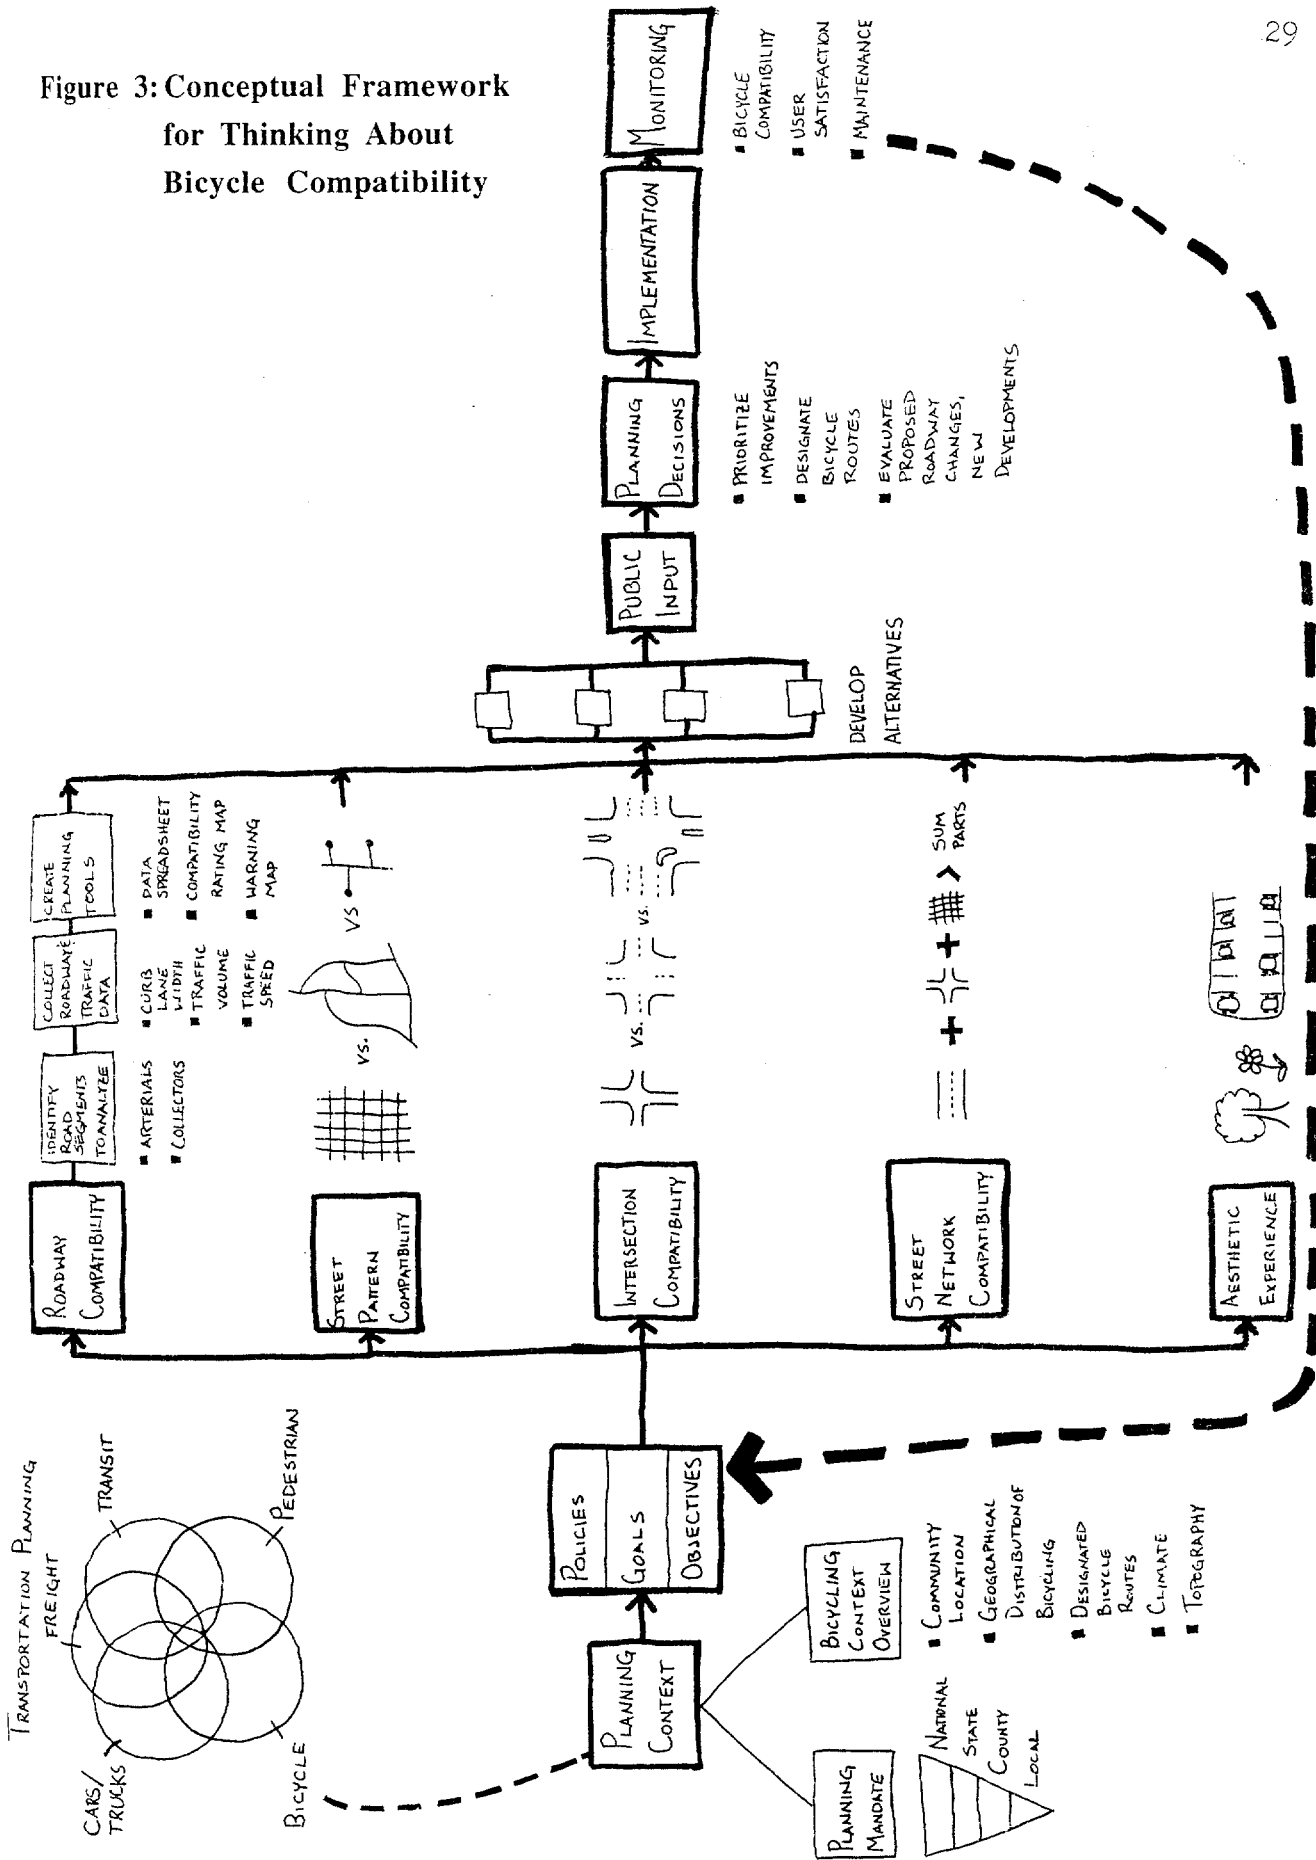 29
Figure 3: Conceptual Framework
for Thinking About
Bicycle Compatibility
TRANSPORTATION PLANNING
FREIGHT
TRANSIT
CARS/
TRUCKS
PEDESTRIAN
BICYCLE
PLANNING
CONTEXT
PLANNING
MANDATE
NATIONAL
STATE
COUNTY
LOCAL
BICYCLING
CONTEXT
OVERVIEW
■ COMMUNITY
LOCATION
■ GEOGRAPHICAL
DISTRIBUTION OF
BICYCLING
■ DESIGNATED
BICYCLE
ROUTES
■ CLIMATE
■ TOPOGRAPHY
POLICIES
GOALS
OBJECTIVES
ROADWAY
COMPATIBILITY
IDENTIFY
ROAD
SEGMENTS
TO ANALYZE
■ ARTERIALS
■ COLLECTORS
COLLECT
ROADWAY &
TRAFFIC
DATA
■ CURB
LANE
WIDTH
■ TRAFFIC
VOLUME
■ TRAFFIC
SPEED
CREATE
PLANNING
TOOLS
■ DATA
SPREADSHEET
■ COMPATIBILITY
RATING MAP
■ WARNING
MAP
STREET
PATTERN
COMPATIBILITY
VS.
VS
INTERSECTION
COMPATIBILITY
VS.
VS.
STREET
NETWORK
COMPATIBILITY
+ + > SUM
PARTS
AESTHETIC
EXPERIENCE
DEVELOP
ALTERNATIVES
PUBLIC
INPUT
PLANNING
DECISIONS
■ PRIORITIZE
IMPROVEMENTS
■ DESIGNATE
BICYCLE
ROUTES
■ EVALUATE
PROPOSED
ROADWAY
CHANGES,
NEW
DEVELOPMENTS
IMPLEMENTATION
MONITORING
■ BICYCLE
COMPATIBILITY
■ USER
SATISFACTION
■ MAINTENANCE